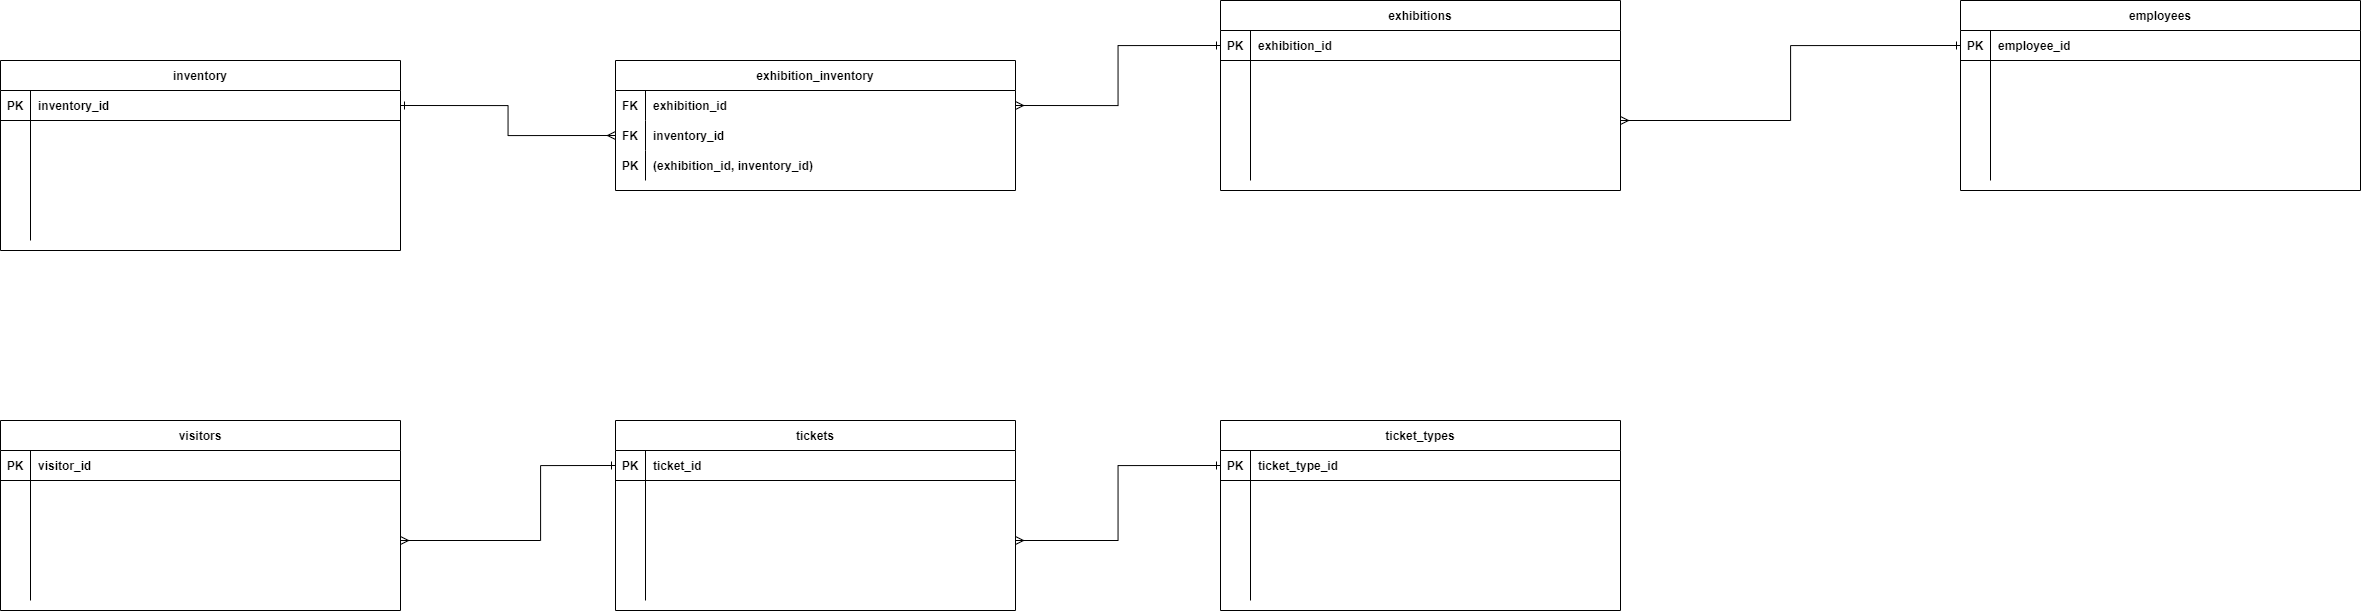 inventory
PK inventory_id
exhibition_inventory
FK exhibition_id
FK inventory_id
PK (exhibition_id, inventory_id)
exhibitions
PK exhibition_id
employees
PK employee_id
visitors
PK visitor_id
tickets
PK ticket_id
ticket_types
PK ticket_type_id